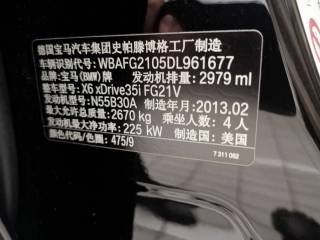 德国宝马汽车集团史帕滕博格工厂制造
车辆识别代号: WBAFG2105DL961677
品牌: 宝马(BMW)牌 发动机排量: 2979 ml
整车型号: X6 xDrive35i FG21V
发动机型号: N55B30A 制造年月: 2013.02
最大允许总质量: 2670 kg 乘坐人数: 4人
发动机最大净功率: 225 kW 制造国: 美国
颜色代码/色饰: 475/9
7 311 062